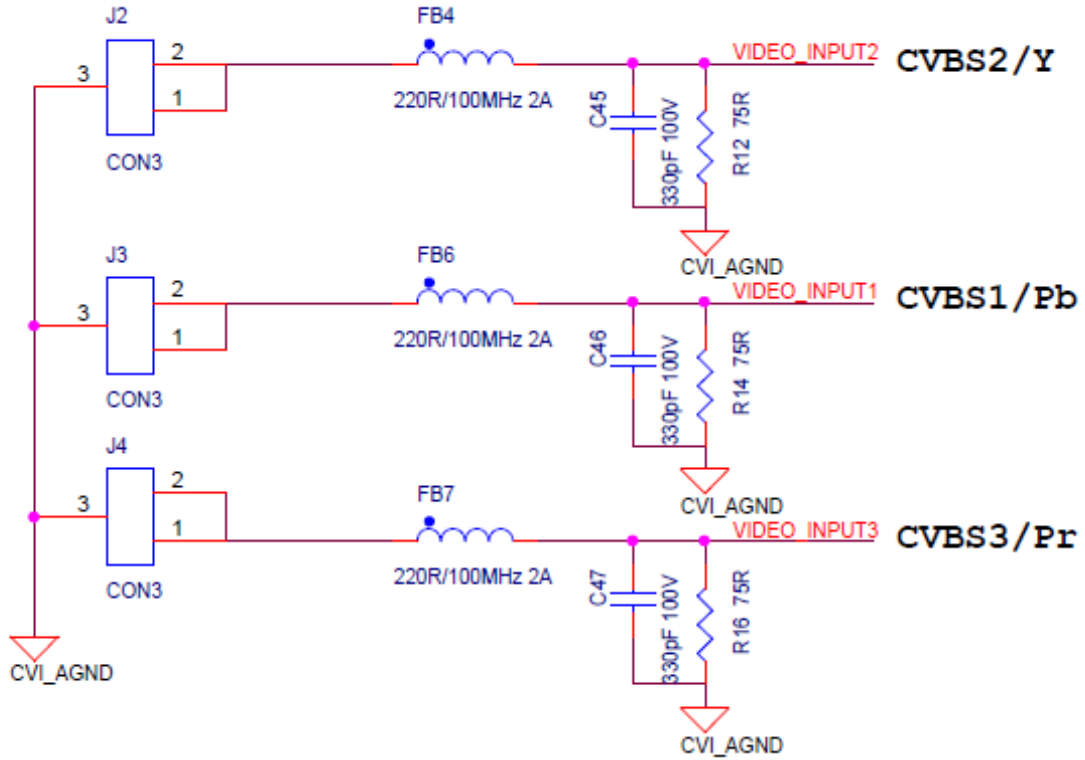 J2
FB4
2
3
1
VIDEO_INPUT2
CVBS2/Y
220R/100MHz 2A
C45
330pF 100V
R12 75R
CON3
CVI_AGND
J3
FB6
2
3
1
VIDEO_INPUT1
CVBS1/Pb
220R/100MHz 2A
C46
330pF 100V
R14 75R
CON3
CVI_AGND
J4
FB7
2
3
1
VIDEO_INPUT3
CVBS3/Pr
220R/100MHz 2A
C47
330pF 100V
R16 75R
CON3
CVI_AGND
CVI_AGND